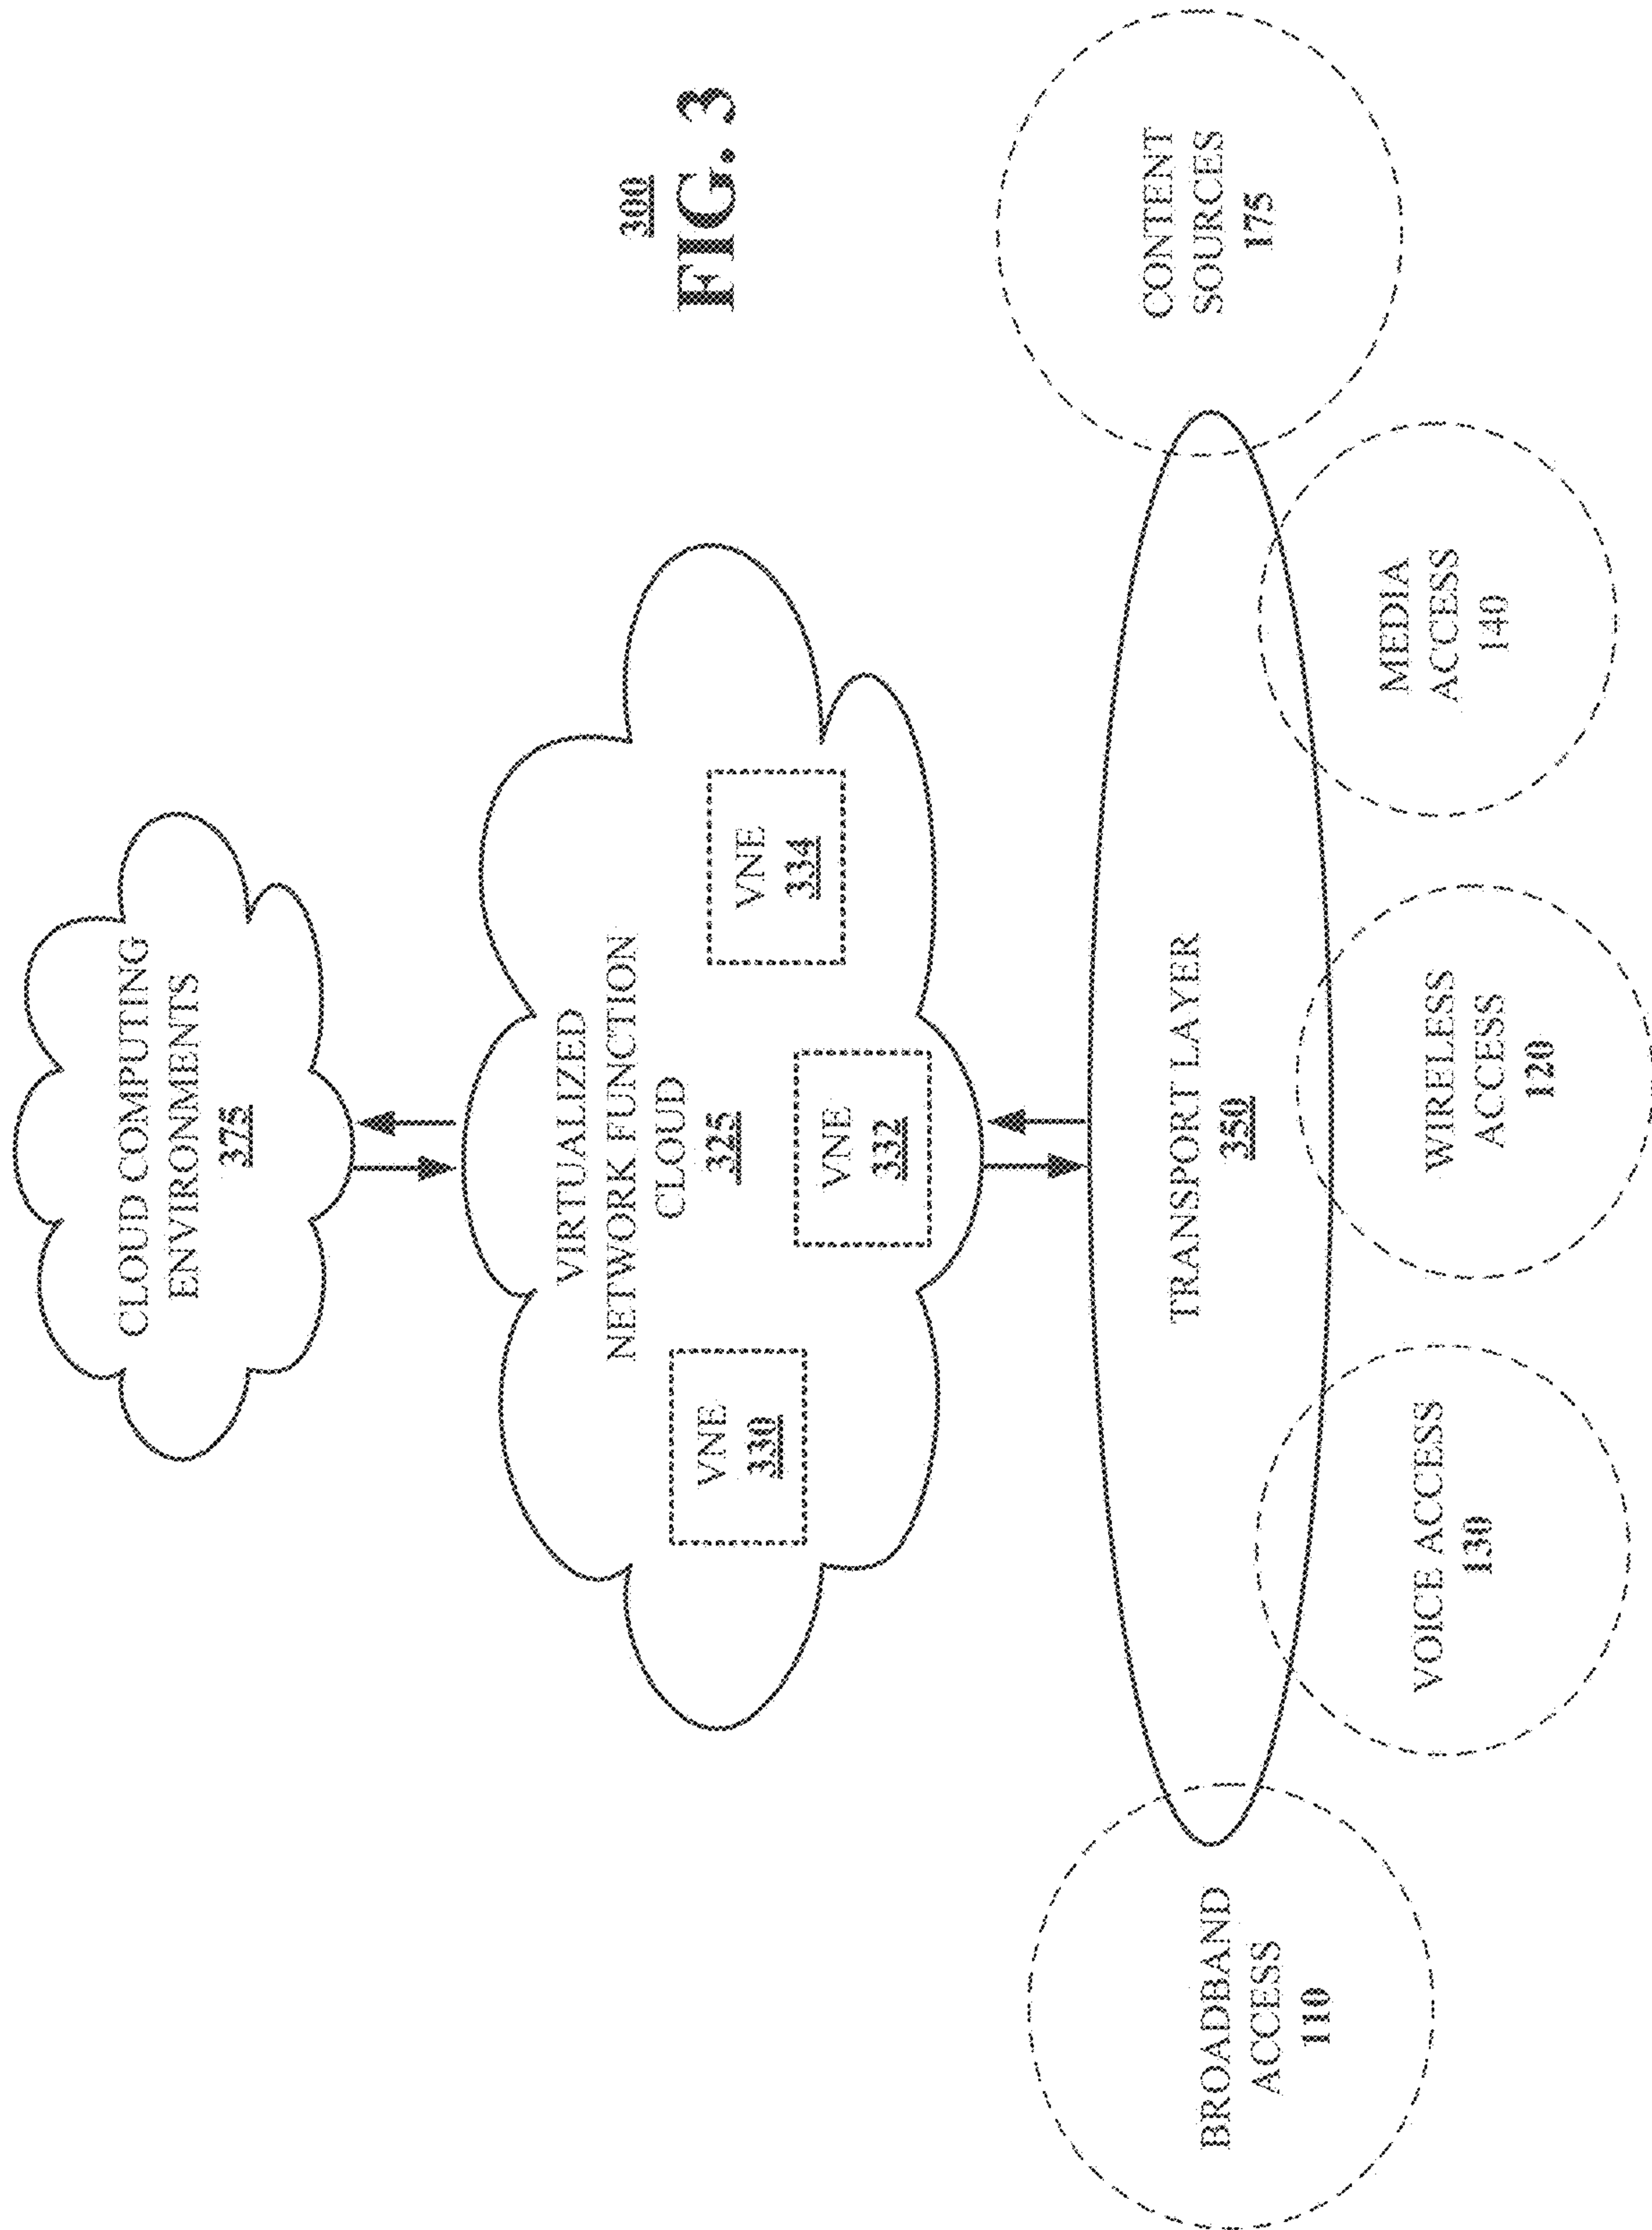 CLOUD COMPUTING
ENVIRONMENTS
375
VIRTUALIZED
NETWORK FUNCTION
CLOUD
325
VNE
330
VNE
332
VNE
334
300
FIG. 3
TRANSPORT LAYER
350
BROADBAND
ACCESS
110
VOICE ACCESS
130
WIRELESS
ACCESS
120
MEDIA
ACCESS
140
CONTENT
SOURCES
175